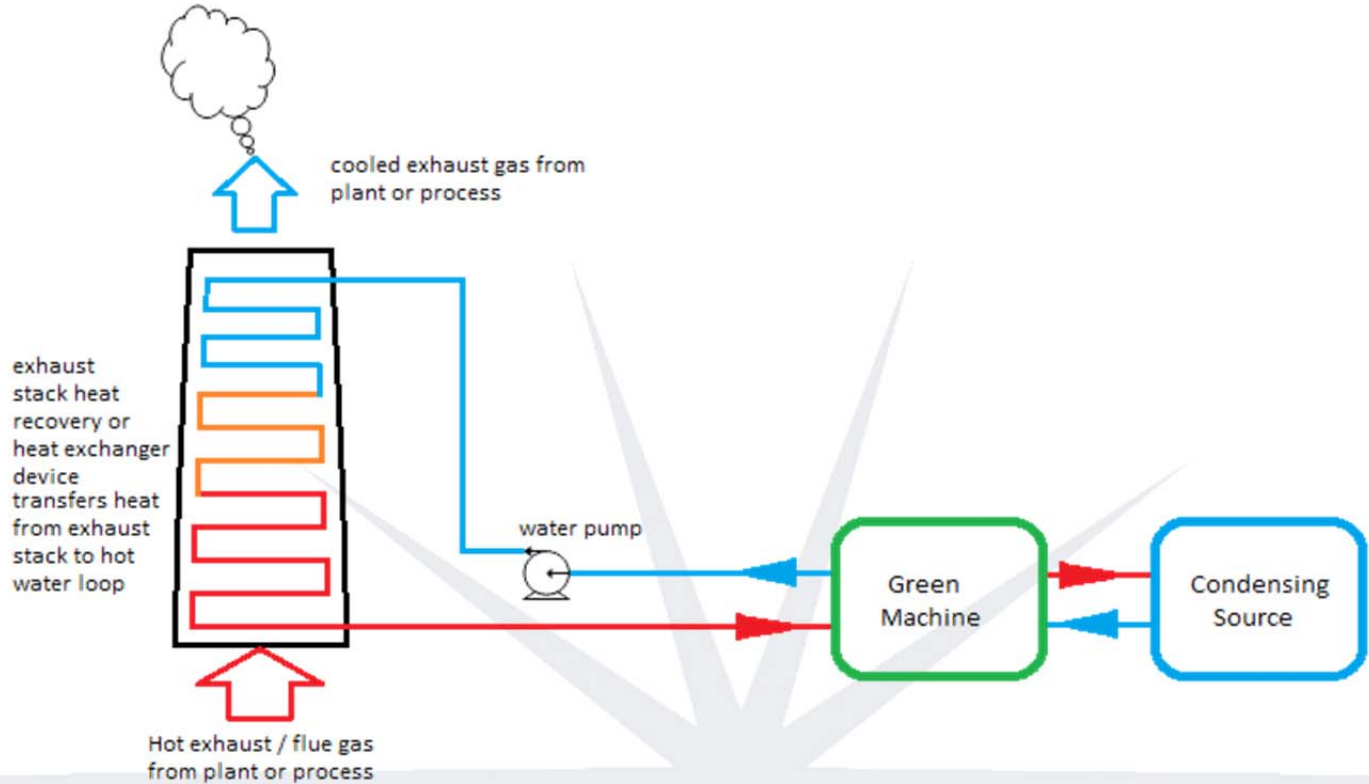 cooled exhaust gas from
plant or process
exhaust
stack heat
recovery or
heat exchanger
device
transfers heat
from exhaust
stack to hot
water loop
water pump
Green
Machine
Condensing
Source
Hot exhaust / flue gas
from plant or process